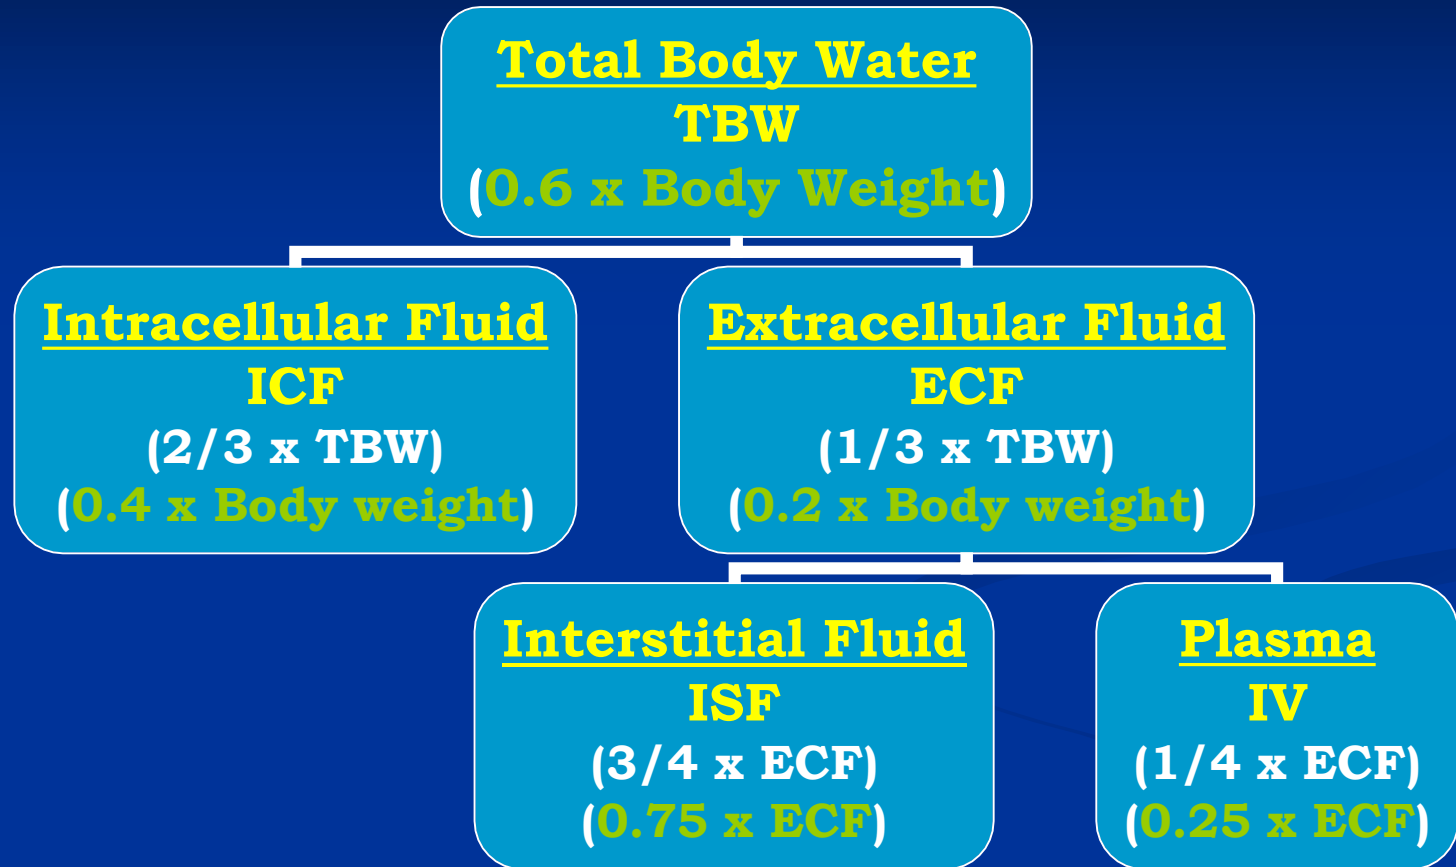 Total Body Water
TBW
(0.6 x Body Weight)
Intracellular Fluid
ICF
(2/3 x TBW)
(0.4 x Body weight)
Extracellular Fluid
ECF
(1/3 x TBW)
(0.2 x Body weight)
Interstitial Fluid
ISF
(3/4 x ECF)
(0.75 x ECF)
Plasma
IV
(1/4 x ECF)
(0.25 x ECF)